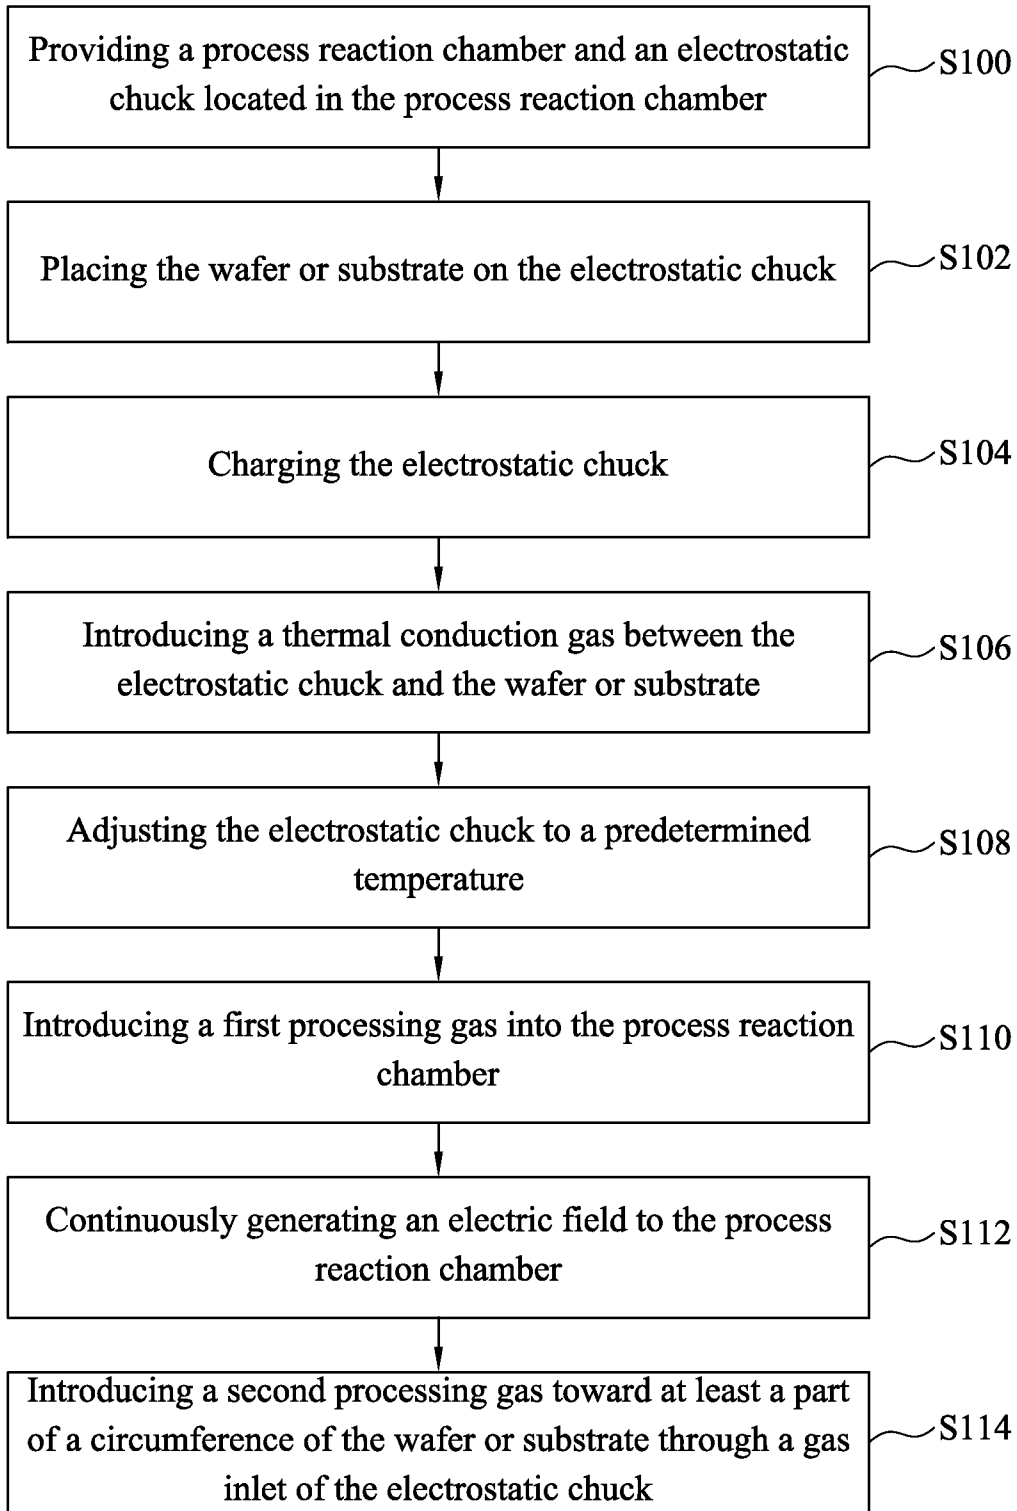 Providing a process reaction chamber and an electrostatic
chuck located in the process reaction chamber
S100
Placing the wafer or substrate on the electrostatic chuck
S102
Charging the electrostatic chuck
S104
Introducing a thermal conduction gas between the
electrostatic chuck and the wafer or substrate
S106
Adjusting the electrostatic chuck to a predetermined
temperature
S108
Introducing a first processing gas into the process reaction
chamber
S110
Continuously generating an electric field to the process
reaction chamber
S112
Introducing a second processing gas toward at least a part
of a circumference of the wafer or substrate through a gas
inlet of the electrostatic chuck
S114